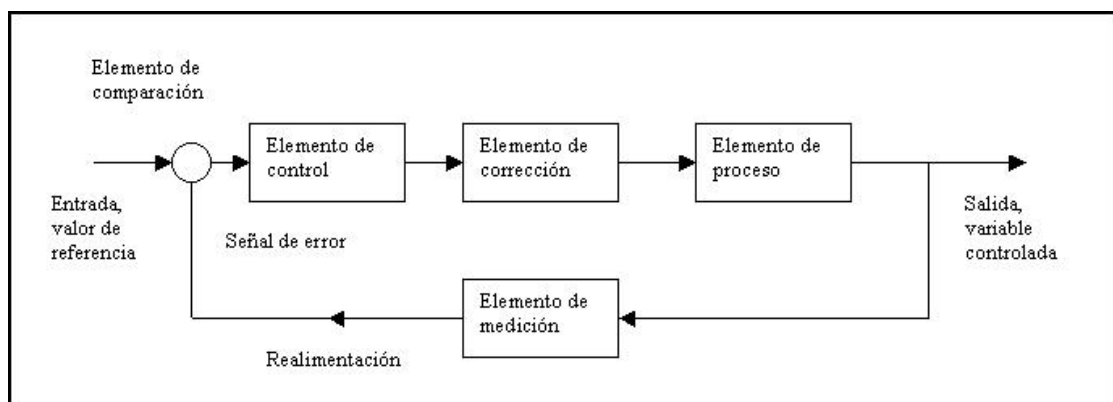 Elemento de
comparación
Elemento de
control
Elemento de
corrección
Elemento de
proceso
Entrada,
valor de
referencia
Señal de error
Salida,
variable
controlada
Elemento de
medición
Realimentación